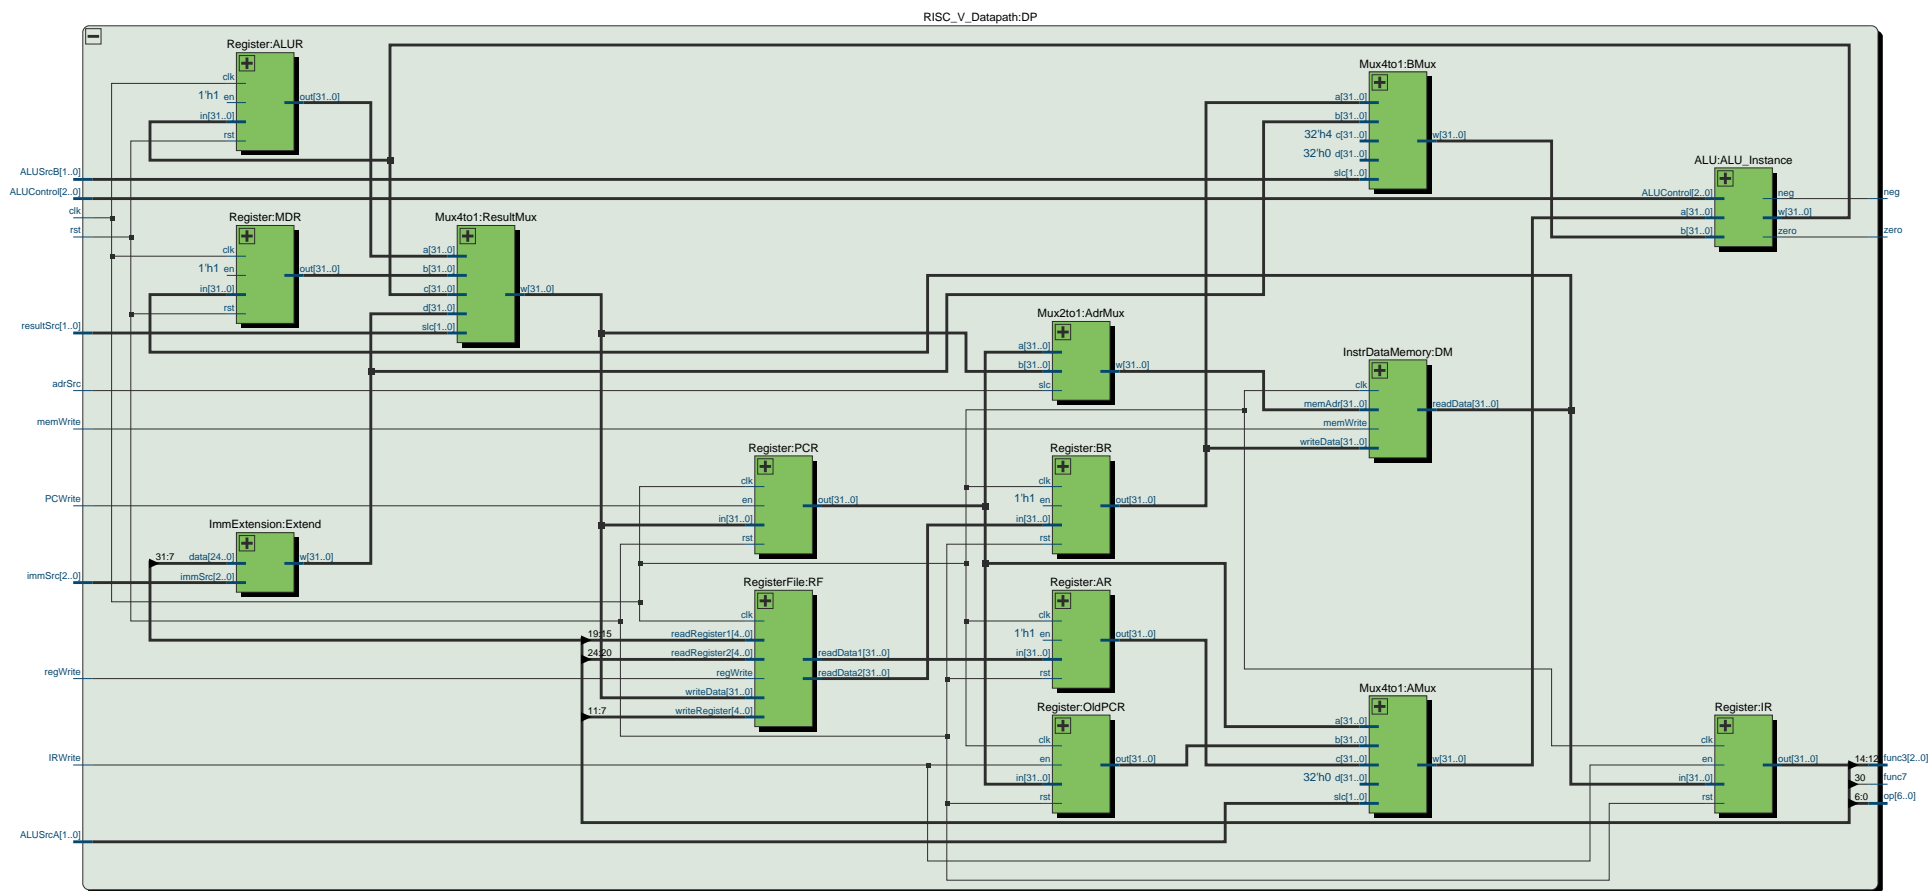 RISC_V_Datapath:DP
Register:ALUR
clk
1'h1 en
in[31..0]
rst
out[31..0]
Mux4to1:BMux
a[31..0]
b[31..0]
32'h4 c[31..0]
32'h0 d[31..0]
slc[1..0]
w[31..0]
ALU:ALU_Instance
ALUControl[2..0]
a[31..0]
b[31..0]
neg
w[31..0]
zero
neg
zero
ALUSrcB[1..0]
ALUControl[2..0]
clk
rst
Register:MDR
clk
1'h1 en
in[31..0]
rst
out[31..0]
Mux4to1:ResultMux
a[31..0]
b[31..0]
c[31..0]
d[31..0]
slc[1..0]
w[31..0]
resultSrc[1..0]
Mux2to1:AdrMux
a[31..0]
b[31..0]
slc
w[31..0]
InstrDataMemory:DM
clk
memAdr[31..0]
memWrite
writeData[31..0]
readData[31..0]
adrSrc
memWrite
Register:PCR
clk
en
in[31..0]
rst
out[31..0]
Register:BR
clk
1'h1 en
in[31..0]
rst
out[31..0]
PCWrite
ImmExtension:Extend
31:7
data[24..0]
immSrc[2..0]
w[31..0]
immSrc[2..0]
RegisterFile:RF
clk
19:15
readRegister1[4..0]
24:20
readRegister2[4..0]
regWrite
writeData[31..0]
11:7
writeRegister[4..0]
readData1[31..0]
readData2[31..0]
Register:AR
clk
1'h1 en
in[31..0]
rst
out[31..0]
regWrite
Register:OldPCR
clk
en
in[31..0]
rst
out[31..0]
Mux4to1:AMux
a[31..0]
b[31..0]
c[31..0]
32'h0 d[31..0]
slc[1..0]
w[31..0]
Register:IR
clk
en
in[31..0]
rst
out[31..0]
14:12
func3[2..0]
30
func7
6:0
op[6..0]
IRWrite
ALUSrcA[1..0]